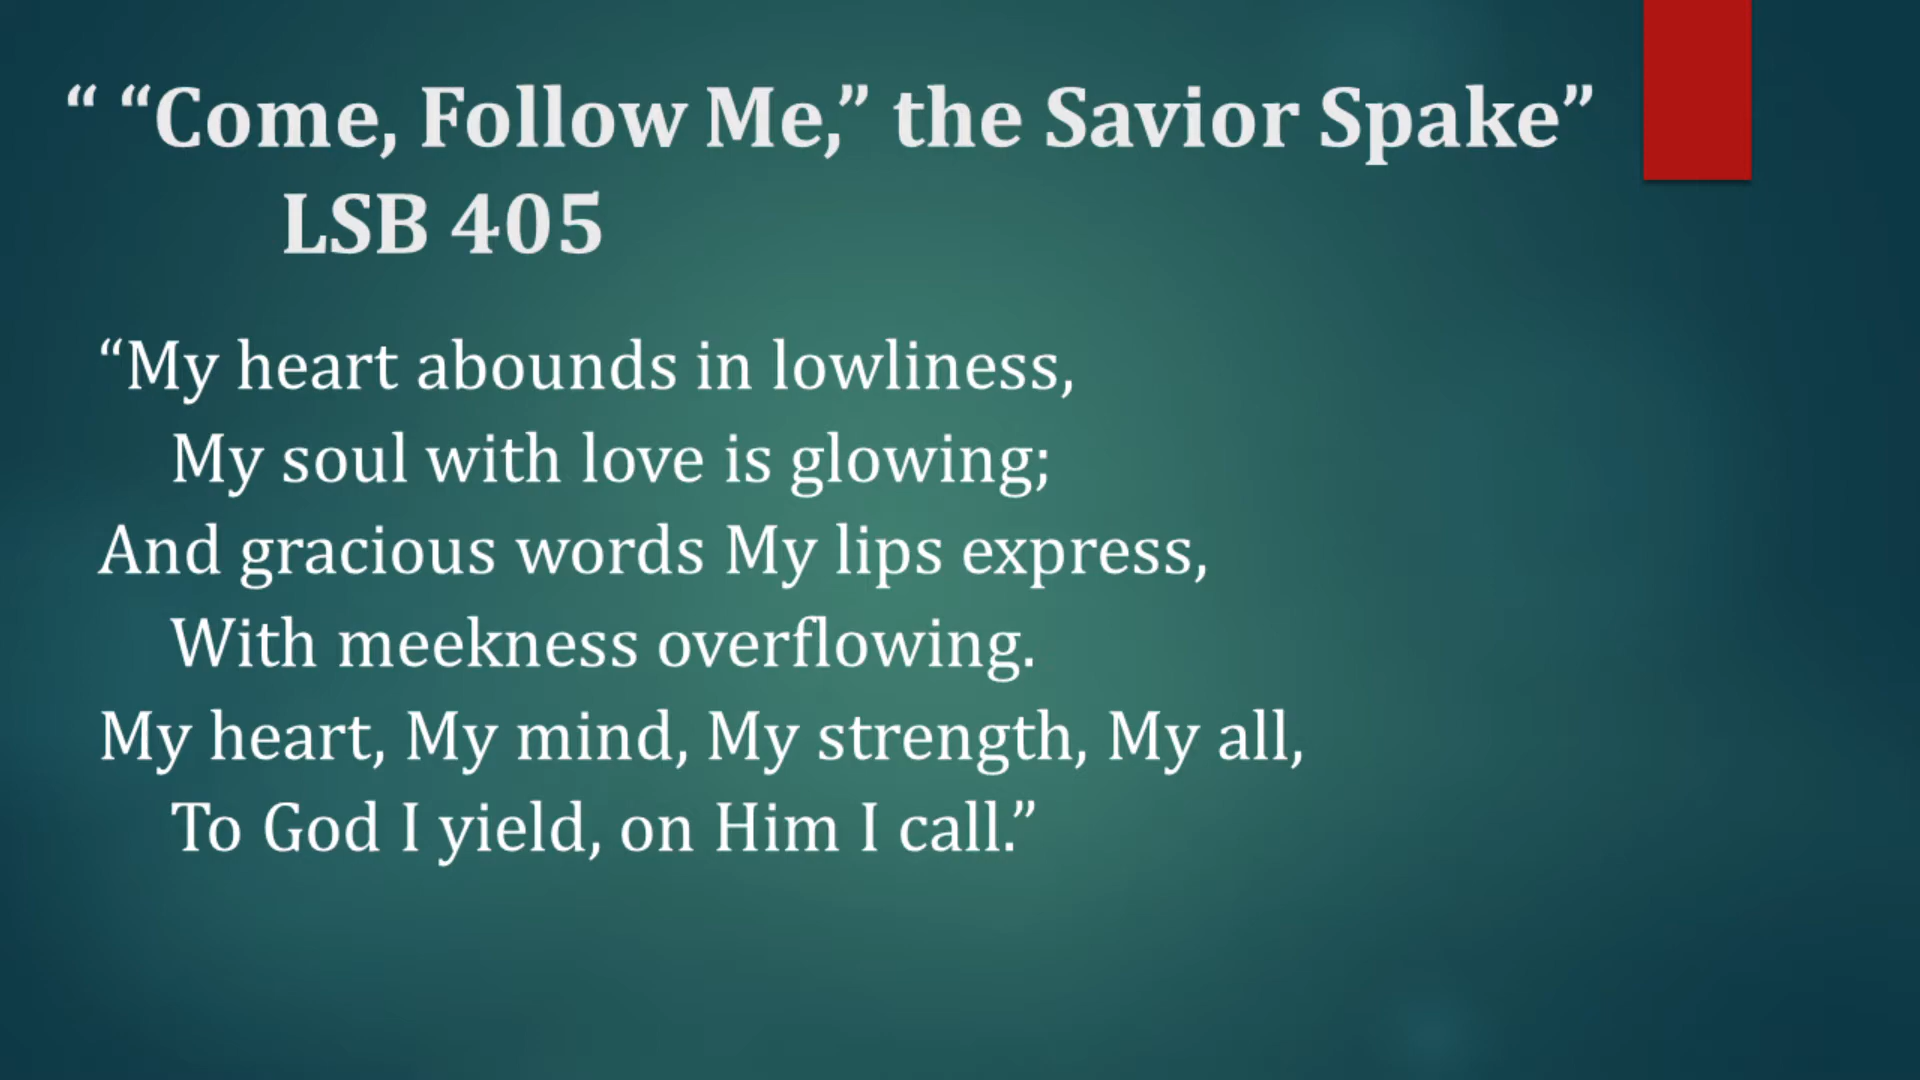 “ “Come, Follow Me,” the Savior Spake”
LSB 405
“My heart abounds in lowliness,
My soul with love is glowing;
And gracious words My lips express,
With meekness overflowing.
My heart, My mind, My strength, My all,
To God I yield, on Him I call.”